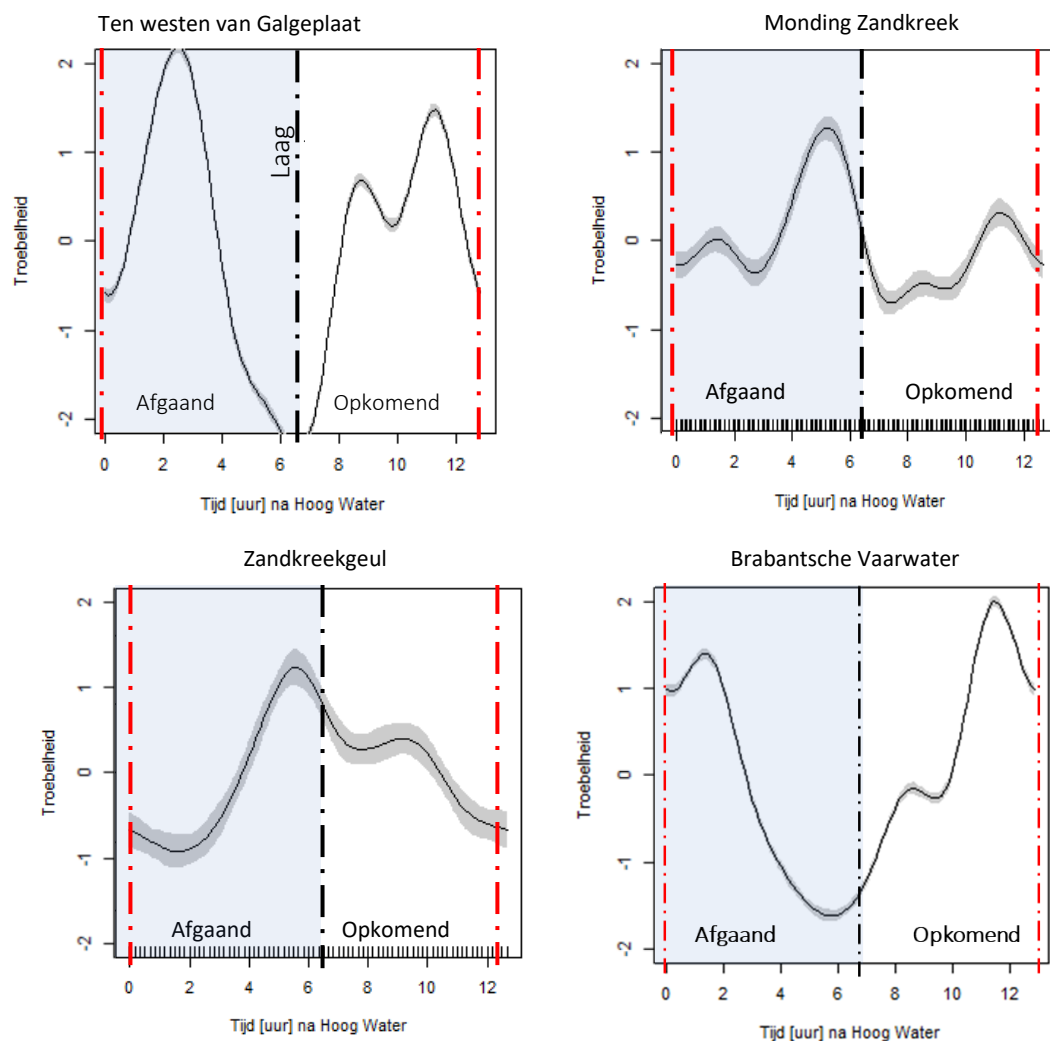 Ten westen van Galgeplaat
Troebelheid
2
1
0
-1
-2
Laag
Afgaand
Opkomend
0 2 4 6 8 10 12
Tijd [uur] na Hoog Water
Monding Zandkreek
Troebelheid
2
1
0
-1
-2
Afgaand
Opkomend
0 2 4 6 8 10 12
Tijd [uur] na Hoog Water
Zandkreekgeul
Troebelheid
2
1
0
-1
-2
Afgaand
Opkomend
0 2 4 6 8 10 12
Tijd [uur] na Hoog Water
Brabantsche Vaarwater
Troebelheid
2
1
0
-1
-2
Afgaand
Opkomend
0 2 4 6 8 10 12
Tijd [uur] na Hoog Water